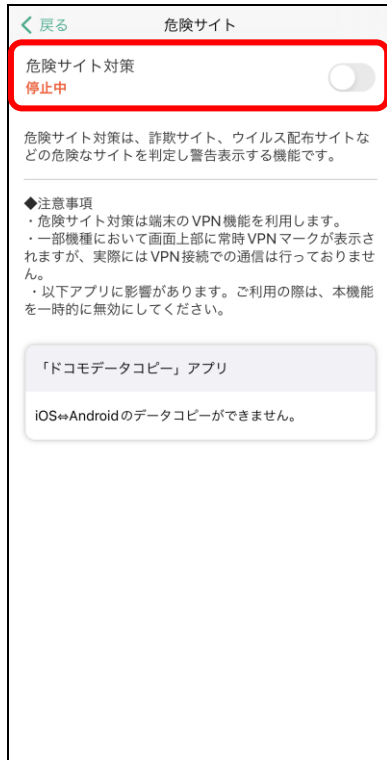 戻る 危険サイト
危険サイト対策
停止中
危険サイト対策は、詐欺サイト、ウイルス配布サイトな
どの危険なサイトを判定し警告表示する機能です。
◆注意事項
・危険サイト対策は端末のVPN機能を利用します。
・一部機種において画面上部に常時VPNマークが表示さ
れますが、実際にはVPN接続での通信は行っておりませ
ん。
・以下アプリに影響があります。ご利用の際は、本機能
を一時的に無効にしてください。
「ドコモデータコピー」アプリ
iOS⇔Androidのデータコピーができません。